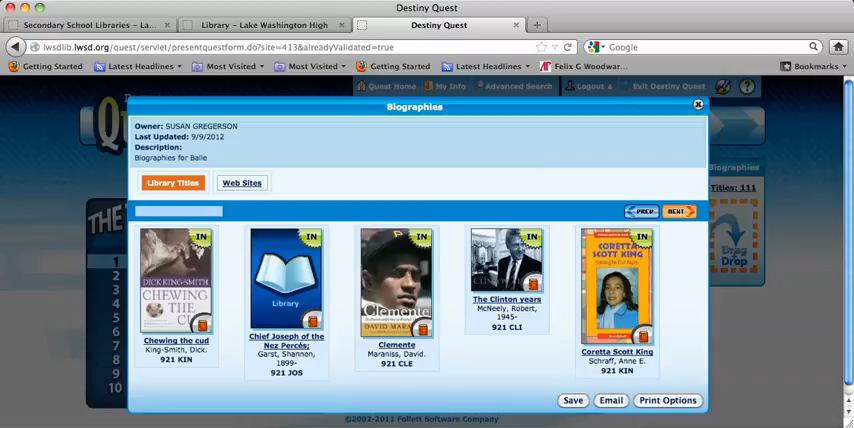 Destiny Quest
Secondary School Libraries – La...
Library – Lake Washington High
Destiny Quest
lwsdlib.lwsd.org/quest/servlet/presentquestform.do?site=413&alreadyValidated=true
Google
Getting Started
Latest Headlines
Most Visited
Getting Started
Latest Headlines
Felix G Woodwar...
Bookmarks
Quest Home
My Info
Advanced Search
Logout
Exit Destiny Quest
Biographies
Owner: SUSAN GREGERSON
Last Updated: 9/9/2012
Description:
Biographies for Balle
Library Titles
Web Sites
PREV
NEXT
Biographies
Titles: 111
Drag
Drop
THE
1
2
3
4
5
6
7
8
9
10
IN
DICK KING-SMITH
CHEWING
THE
Chewing the cud
King-Smith, Dick.
921 KIN
IN
Library
Chief Joseph of the
Nez Percés;
Garst, Shannon,
1899-
921 JOS
IN
Clemente
DAVID MARANISS
Clemente
Maraniss, David.
921 CLE
IN
The Clinton years
McNeely, Robert,
1945-
921 CLI
IN
CORETTA
SCOTT KING
Coretta Scott King
Schraff, Anne E.
921 KIN
Save
Email
Print Options
©2002-2011 Follett Software Company